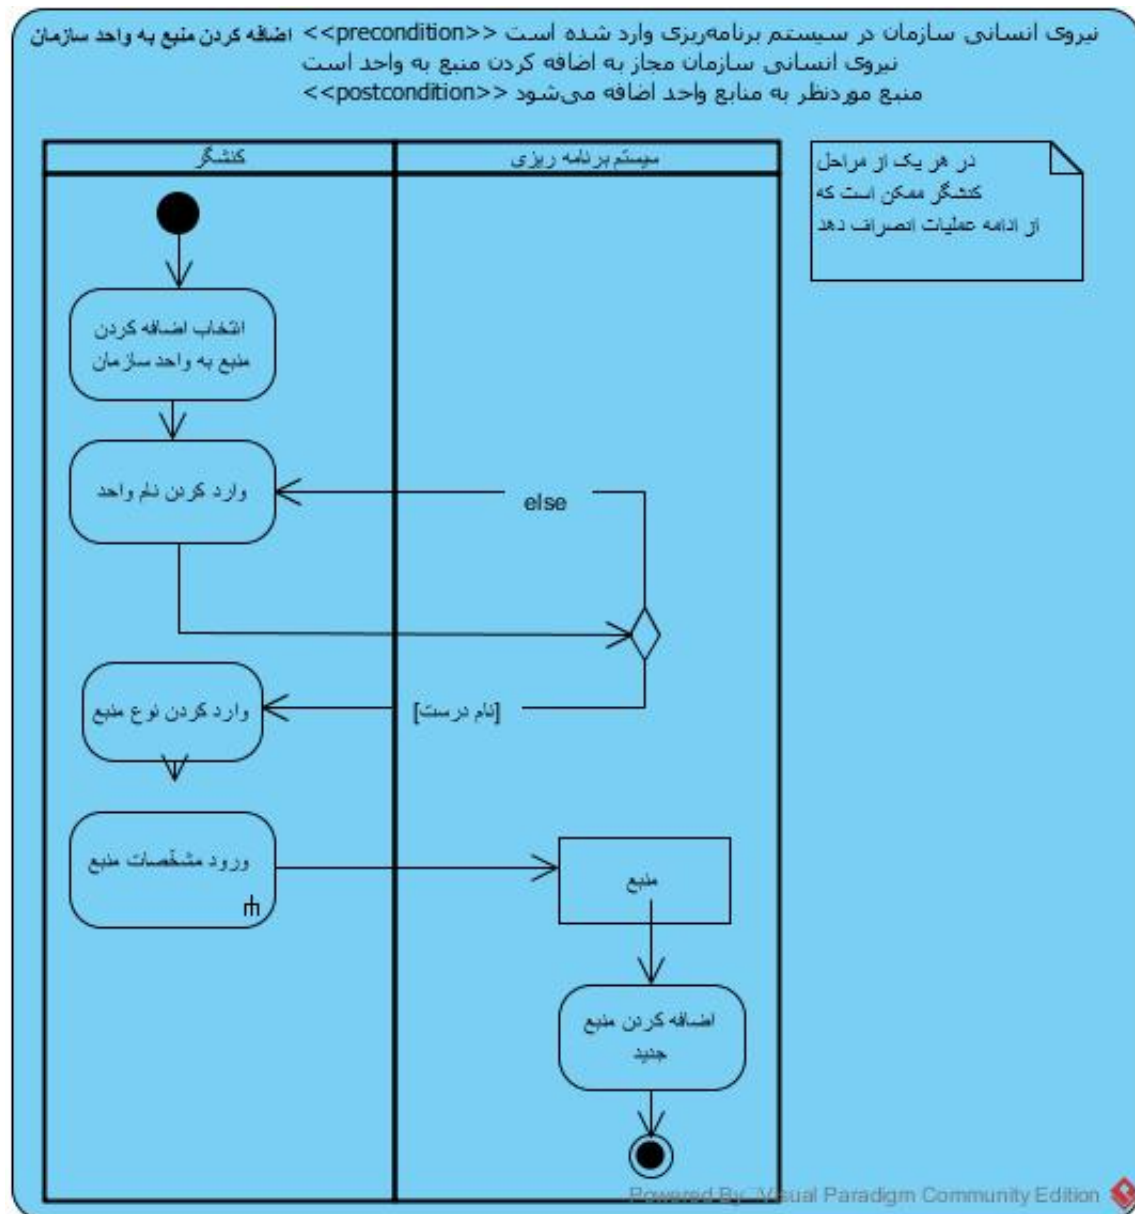 اضافه کردن منبع به واحد سازمان <<precondition>> نیروی انسانی سازمان در سیستم برنامه‌ریزی وارد شده است
نیروی انسانی سازمان مجاز به اضافه کردن منبع به واحد است
<<postcondition>> منبع موردنظر به منابع واحد اضافه می‌شود
کنشگر
سیستم برنامه ریزی
در هر یک از مراحل
کنشگر ممکن است که
از ادامه عملیات انصراف دهد
انتخاب اضافه کردن
منبع به واحد سازمان
وارد کردن نام واحد
else
وارد کردن نوع منبع
[نام درست]
ورود مشخّصات منبع
منبع
اضافه کردن منبع
جدید
Powered By Visual Paradigm Community Edition